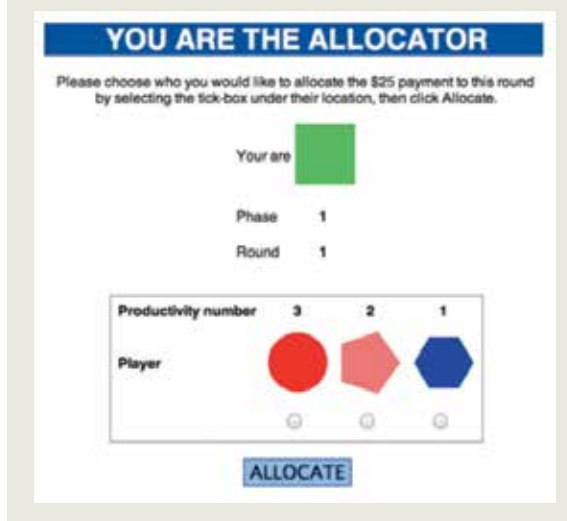 YOU ARE THE ALLOCATOR
Please choose who you would like to allocate the $25 payment to this round
by selecting the tick-box under their location, then click Allocate.
Your are
Phase 1
Round 1
Productivity number 3 2 1
Player
ALLOCATE